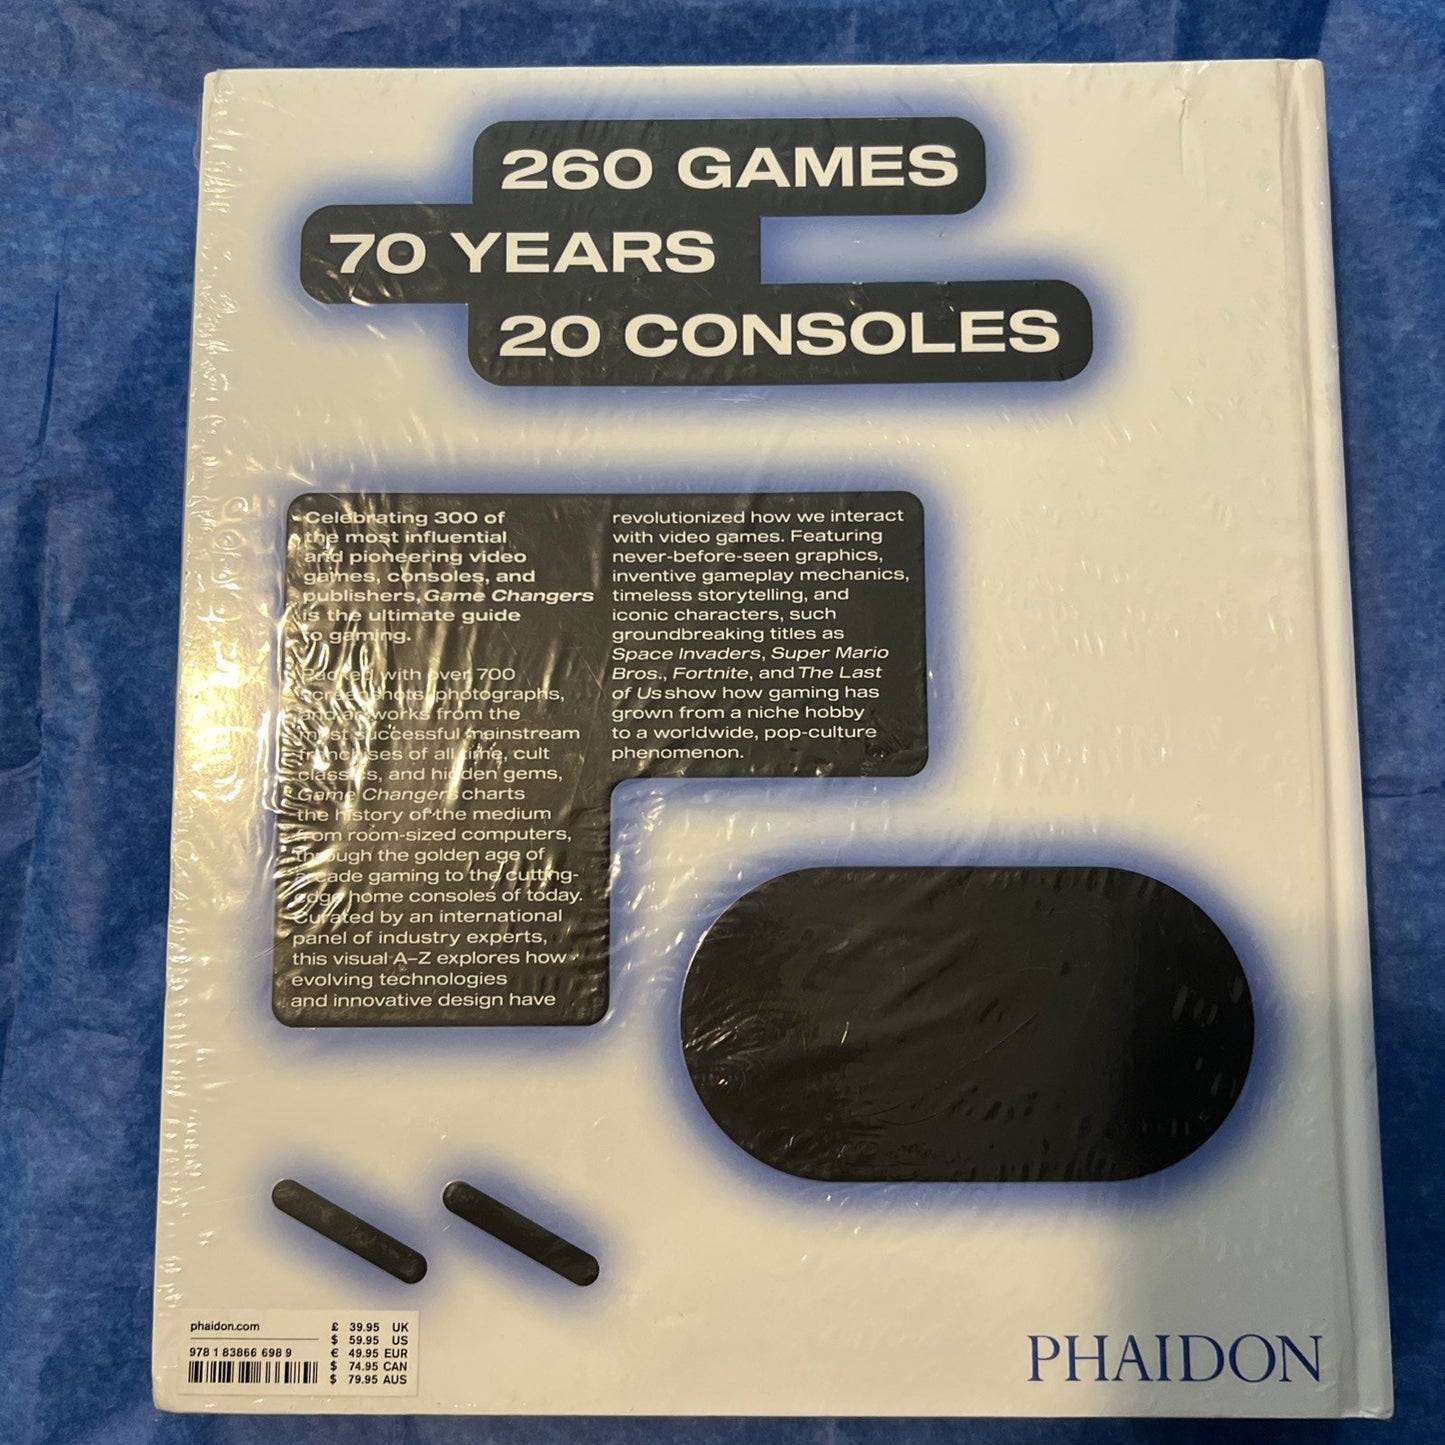 260 GAMES
70 YEARS
20 CONSOLES
Celebrating 300 of
the most influential
and pioneering video
games, consoles, and
publishers, Game Changers
is the ultimate guide
to gaming.
Packed with over 700
screenshots, photographs,
and artworks from the
most successful mainstream
franchises of all time, cult
classics, and hidden gems,
Game Changers charts
the history of the medium
from room-sized computers,
through the golden age of
arcade gaming to the cutting-
edge home consoles of today.
Curated by an international
panel of industry experts,
this visual A–Z explores how
evolving technologies
and innovative design have
revolutionized how we interact
with video games. Featuring
never-before-seen graphics,
inventive gameplay mechanics,
timeless storytelling, and
iconic characters, such
groundbreaking titles as
Space Invaders, Super Mario
Bros., Fortnite, and The Last
of Us show how gaming has
grown from a niche hobby
to a worldwide, pop-culture
phenomenon.
phaidon.com
978 1 83866 698 9
£ 39.95 UK
$ 59.95 US
€ 49.95 EUR
$ 74.95 CAN
$ 79.95 AUS
PHAIDON